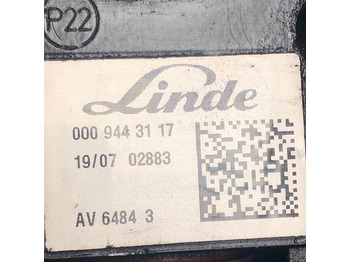 P22
Linde
000 944 31 17
19/07 02883
AV 6484 3